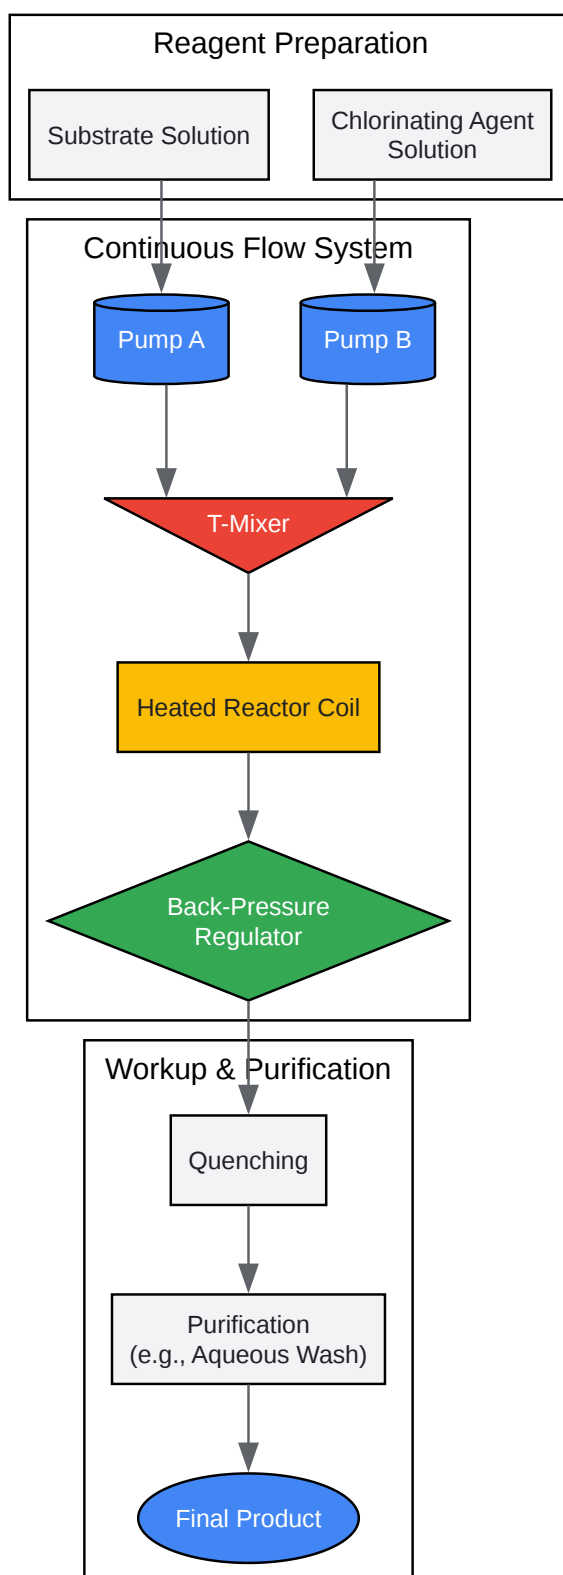 Reagent Preparation
Substrate Solution
Chlorinating Agent
Solution
Continuous Flow System
Pump A
Pump B
T-Mixer
Heated Reactor Coil
Back-Pressure
Regulator
Workup & Purification
Quenching
Purification
(e.g., Aqueous Wash)
Final Product